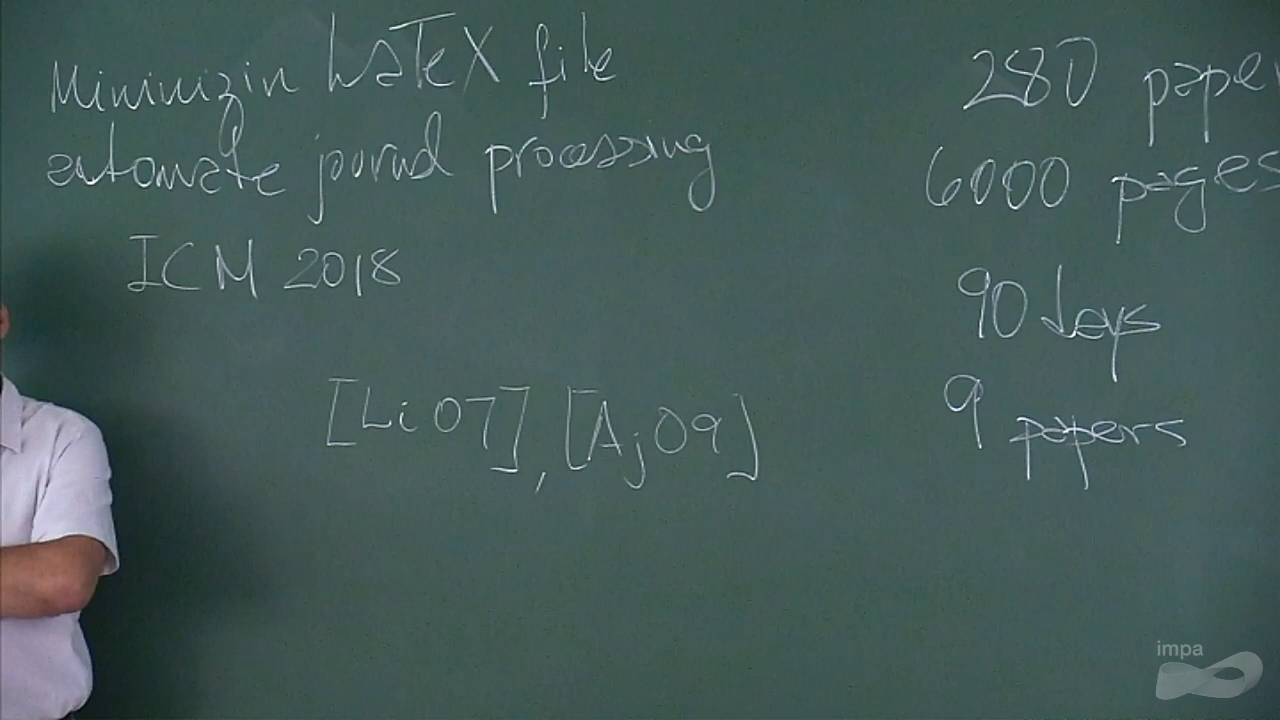 Minimizin LaTeX file
automate journal processing
ICM 2018
[Li07], [Aj09]
280 paper
6000 pages
90 days
9 papers
impa